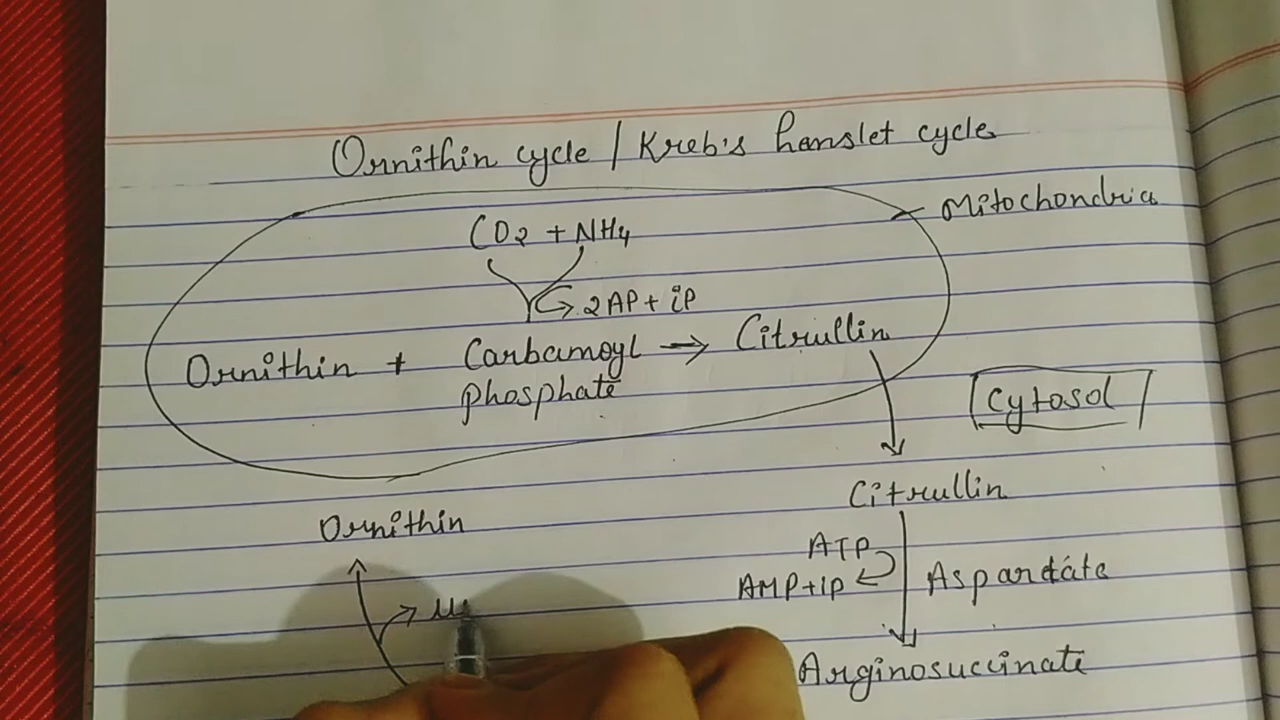 Ornithin cycle / Kreb's henslet cycle
Mitochondria
CO2 + NH4
2AP + iP
Ornithin + Carbamoyl phosphate → Citrullin
Cytosol
Citrullin
Ornithin
ATP
AMP+iP
Aspartate
Arginosuccinate